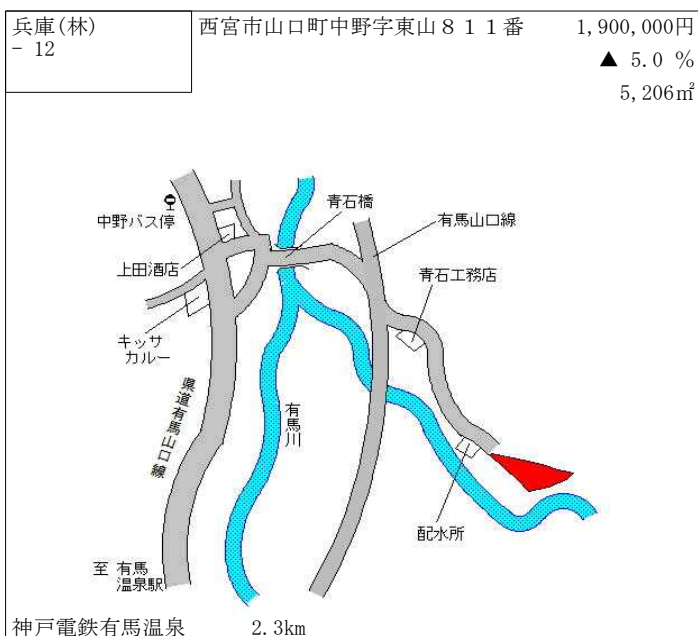 兵庫(林)
- 12
西宮市山口町中野字東山８１１番
1,900,000円
▲ 5.0 %
5,206㎡
中野バス停
青石橋
有馬山口線
上田酒店
青石工務店
キッサ
カルー
県道有馬山口線
有馬川
配水所
至 有馬
温泉駅
神戸電鉄有馬温泉 2.3km